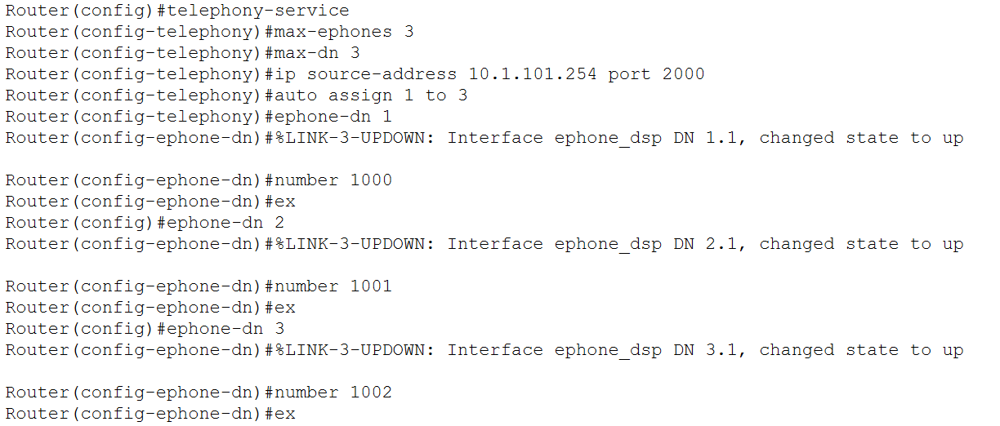 Router(config)#telephony-service
Router(config-telephony)#max-ephones 3
Router(config-telephony)#max-dn 3
Router(config-telephony)#ip source-address 10.1.101.254 port 2000
Router(config-telephony)#auto assign 1 to 3
Router(config-telephony)#ephone-dn 1
Router(config-ephone-dn)#%LINK-3-UPDOWN: Interface ephone_dsp DN 1.1, changed state to up
Router(config-ephone-dn)#number 1000
Router(config-ephone-dn)#ex
Router(config)#ephone-dn 2
Router(config-ephone-dn)#%LINK-3-UPDOWN: Interface ephone_dsp DN 2.1, changed state to up
Router(config-ephone-dn)#number 1001
Router(config-ephone-dn)#ex
Router(config)#ephone-dn 3
Router(config-ephone-dn)#%LINK-3-UPDOWN: Interface ephone_dsp DN 3.1, changed state to up
Router(config-ephone-dn)#number 1002
Router(config-ephone-dn)#ex